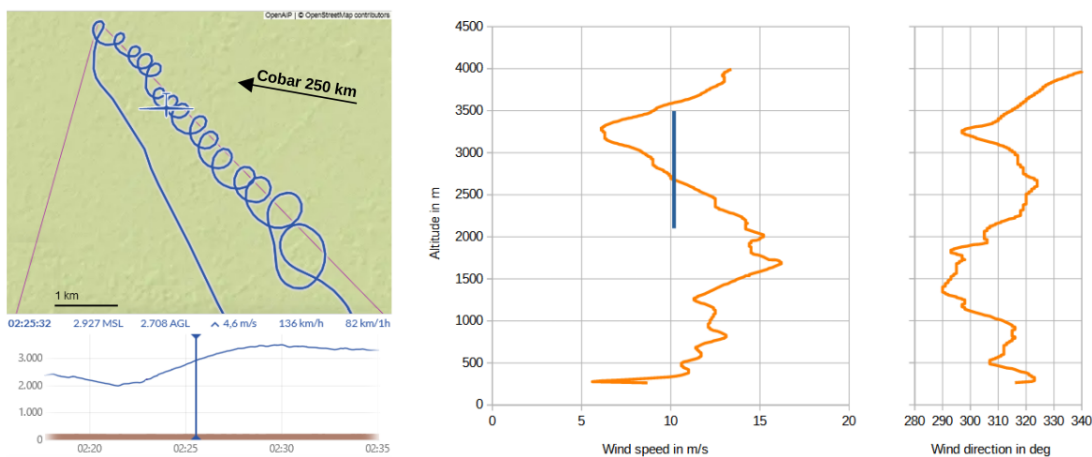 OpenAIP | © OpenStreetMap contributors
Cobar 250 km
1 km
02:25:32 2.927 MSL 2.708 AGL 4,6 m/s 136 km/h 82 km/1h
3.000
2.000
1.000
0
02:20 02:25 02:30 02:35
4500
4000
3500
3000
2500
2000
1500
1000
500
0
Altitude in m
0 5 10 15 20
Wind speed in m/s
280 300 320 340
Wind direction in deg